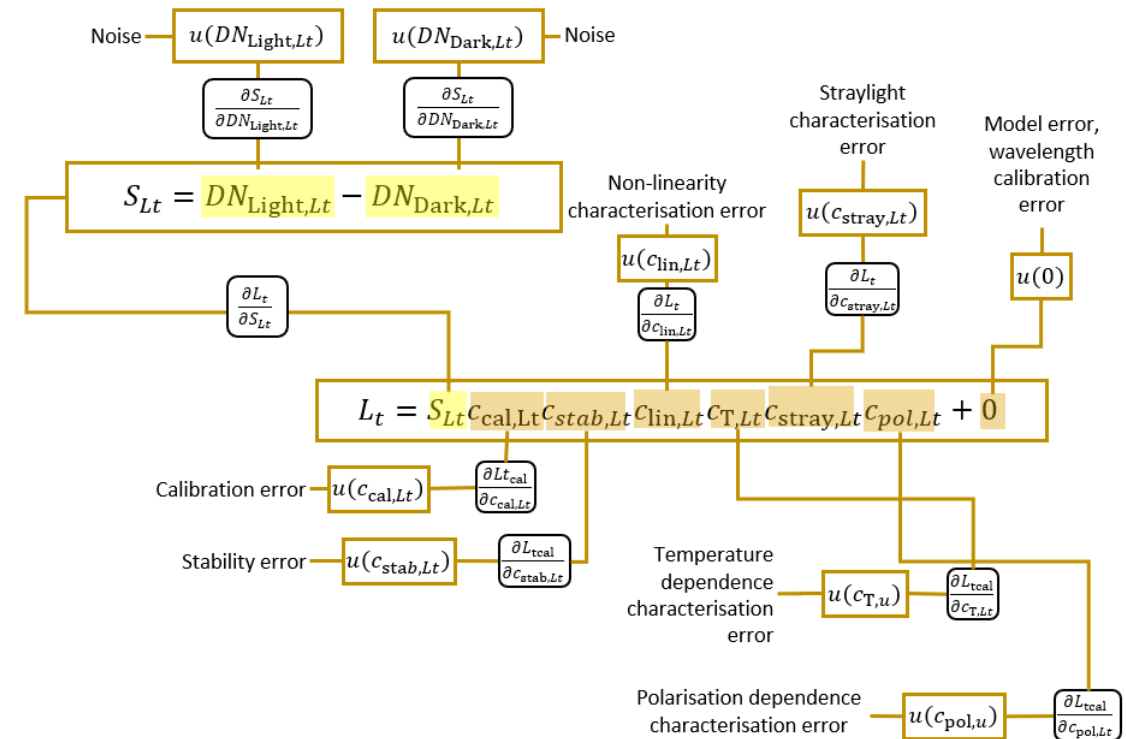 Noise
u(DN_Light,Lt)
u(DN_Dark,Lt)
Noise
∂S_Lt / ∂DN_Light,Lt
∂S_Lt / ∂DN_Dark,Lt
S_Lt = DN_Light,Lt − DN_Dark,Lt
Straylight
characterisation
error
Model error,
wavelength
calibration
error
Non-linearity
characterisation error
u(c_stray,Lt)
u(c_lin,Lt)
u(0)
∂L_t / ∂S_Lt
∂L_t / ∂c_lin,Lt
∂L_t / ∂c_stray,Lt
L_t = S_Lt c_cal,Lt c_stab,Lt c_lin,Lt c_T,Lt c_stray,Lt c_pol,Lt + 0
Calibration error
u(c_cal,Lt)
∂Lt_cal / ∂c_cal,Lt
Stability error
u(c_stab,Lt)
∂L_tcal / ∂c_stab,Lt
Temperature
dependence
characterisation
error
u(c_T,u)
∂L_tcal / ∂c_T,Lt
Polarisation dependence
characterisation error
u(c_pol,u)
∂L_tcal / ∂c_pol,Lt